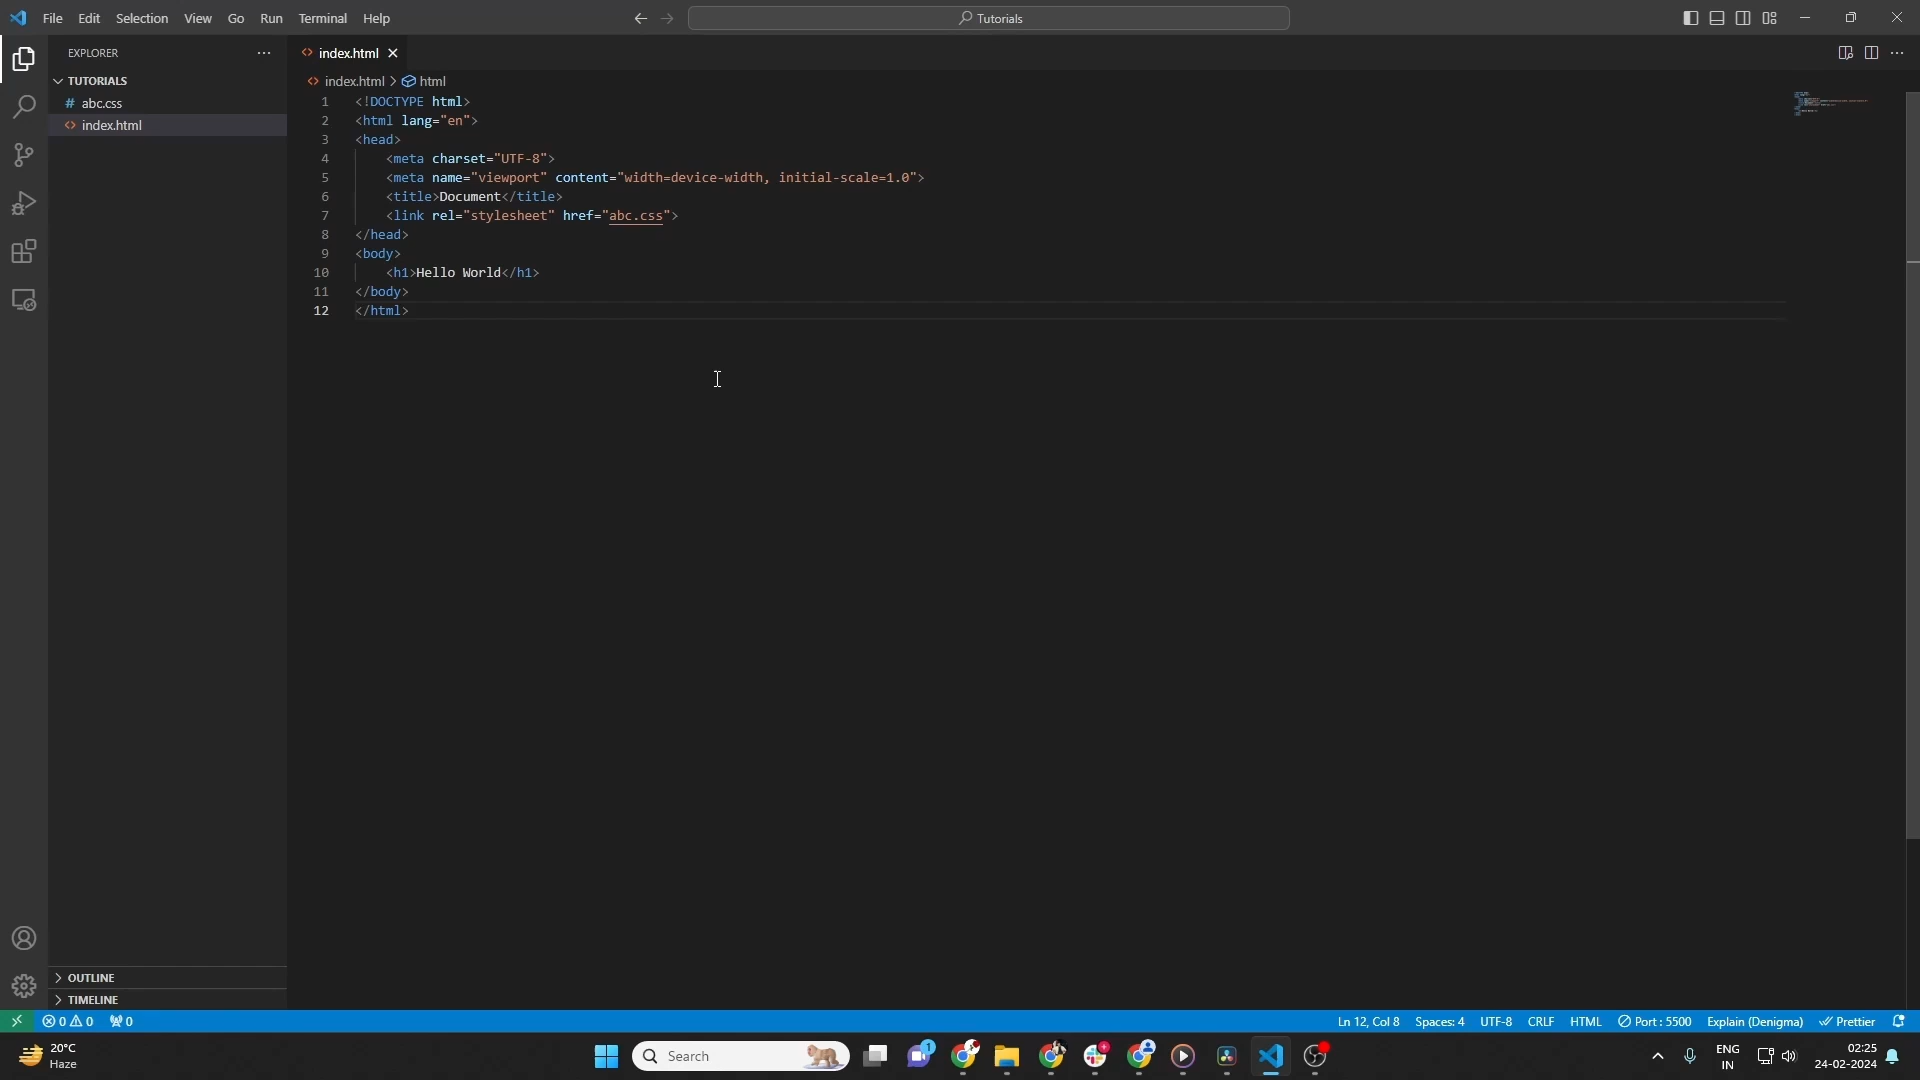 File Edit Selection View Go Run Terminal Help
Tutorials
EXPLORER
TUTORIALS
abc.css
index.html
OUTLINE
TIMELINE
index.html
index.html > html
1 <!DOCTYPE html>
2 <html lang="en">
3 <head>
4 <meta charset="UTF-8">
5 <meta name="viewport" content="width=device-width, initial-scale=1.0">
6 <title>Document</title>
7 <link rel="stylesheet" href="abc.css">
8 </head>
9 <body>
10 <h1>Hello World</h1>
11 </body>
12 </html>
0 0 0
Ln 12, Col 8 Spaces: 4 UTF-8 CRLF HTML Port : 5500 Explain (Denigma) Prettier
20°C
Haze
Search
1
ENG
IN
02:25
24-02-2024